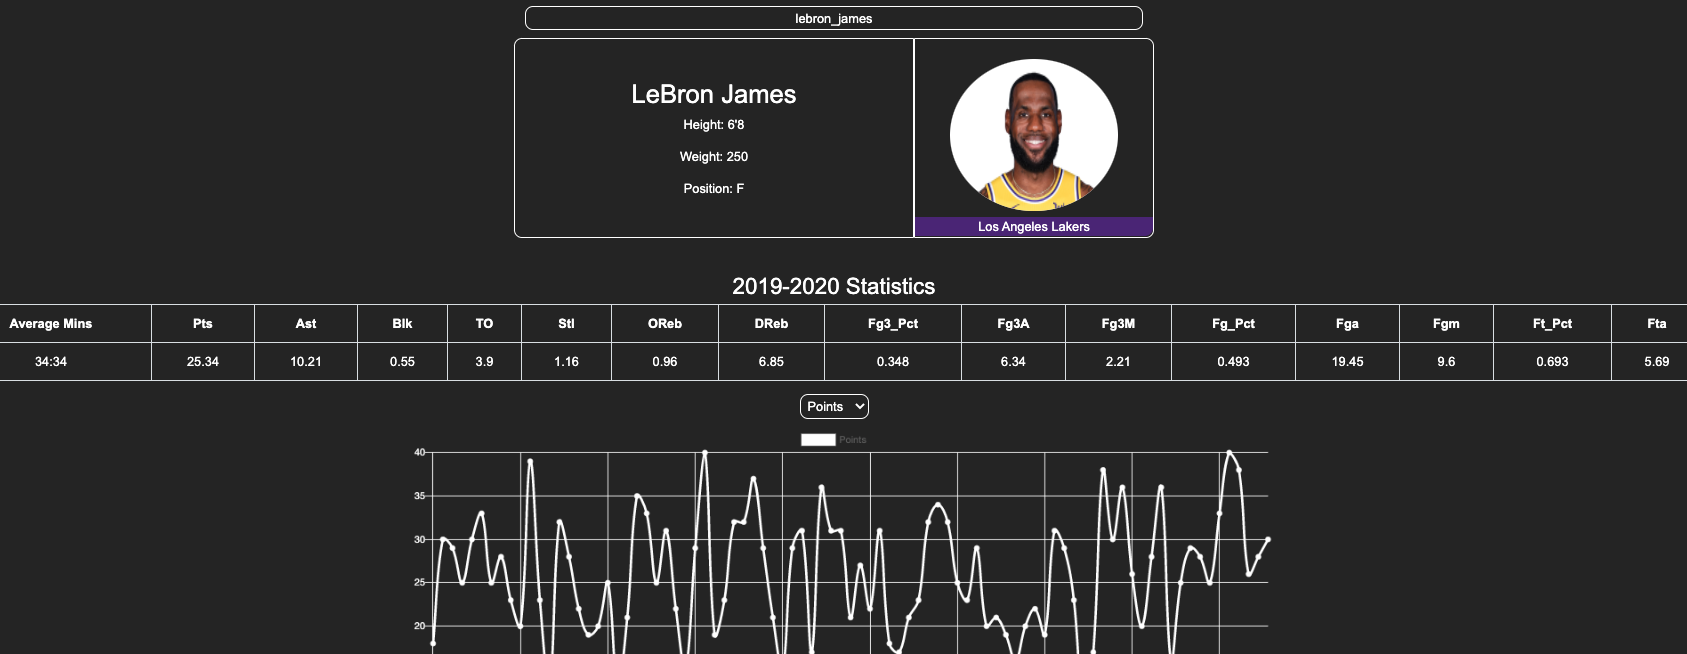 lebron_james
LeBron James
Height: 6'8
Weight: 250
Position: F
Los Angeles Lakers
2019-2020 Statistics
Average Mins Pts Ast Blk TO Stl OReb DReb Fg3_Pct Fg3A Fg3M Fg_Pct Fga Fgm Ft_Pct Fta
34:34 25.34 10.21 0.55 3.9 1.16 0.96 6.85 0.348 6.34 2.21 0.493 19.45 9.6 0.693 5.69
Points
Points
40
35
30
25
20